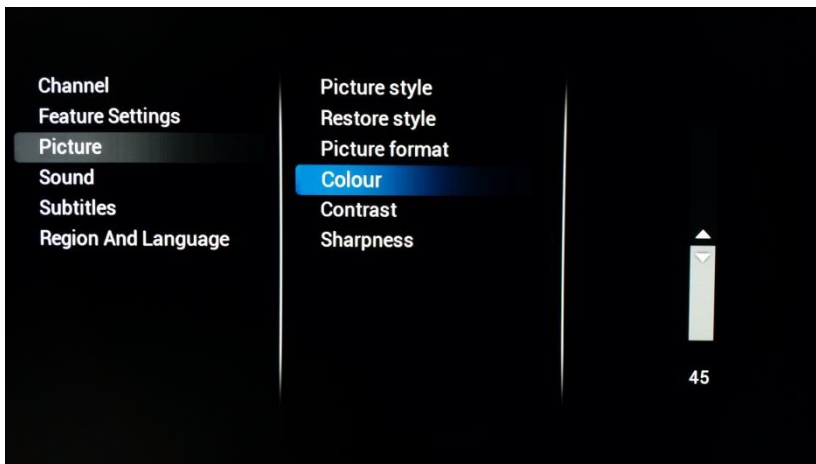 Channel
Feature Settings
Picture
Sound
Subtitles
Region And Language
Picture style
Restore style
Picture format
Colour
Contrast
Sharpness
45